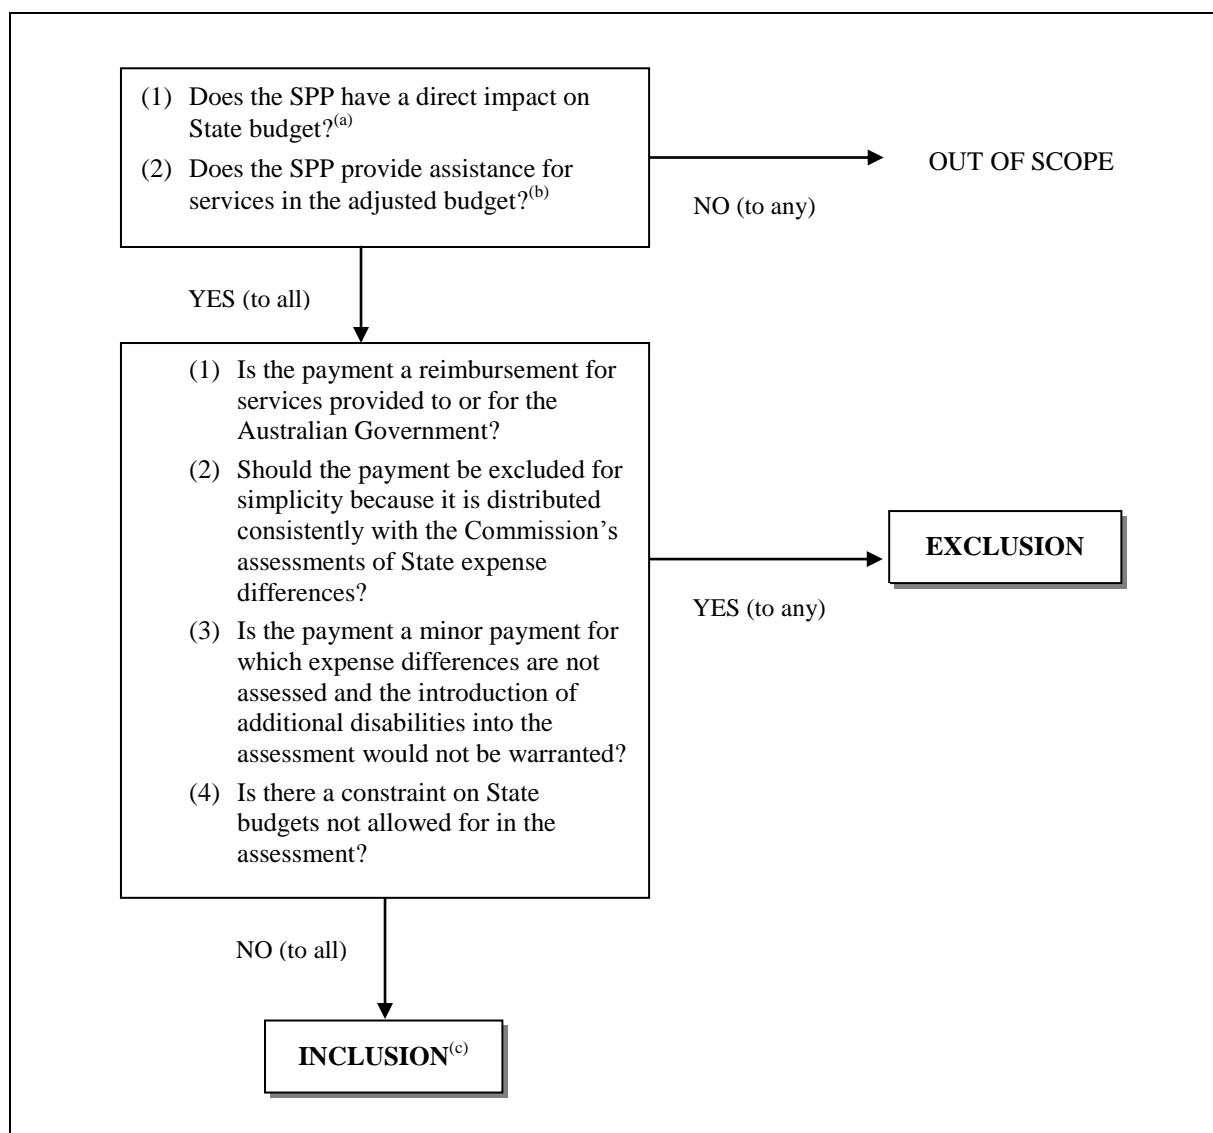 (1) Does the SPP have a direct impact on
State budget?(a)
(2) Does the SPP provide assistance for
services in the adjusted budget?(b)
OUT OF SCOPE
NO (to any)
YES (to all)
(1) Is the payment a reimbursement for
services provided to or for the
Australian Government?
(2) Should the payment be excluded for
simplicity because it is distributed
consistently with the Commission’s
assessments of State expense
differences?
(3) Is the payment a minor payment for
which expense differences are not
assessed and the introduction of
additional disabilities into the
assessment would not be warranted?
(4) Is there a constraint on State
budgets not allowed for in the
assessment?
EXCLUSION
YES (to any)
NO (to all)
INCLUSION(c)